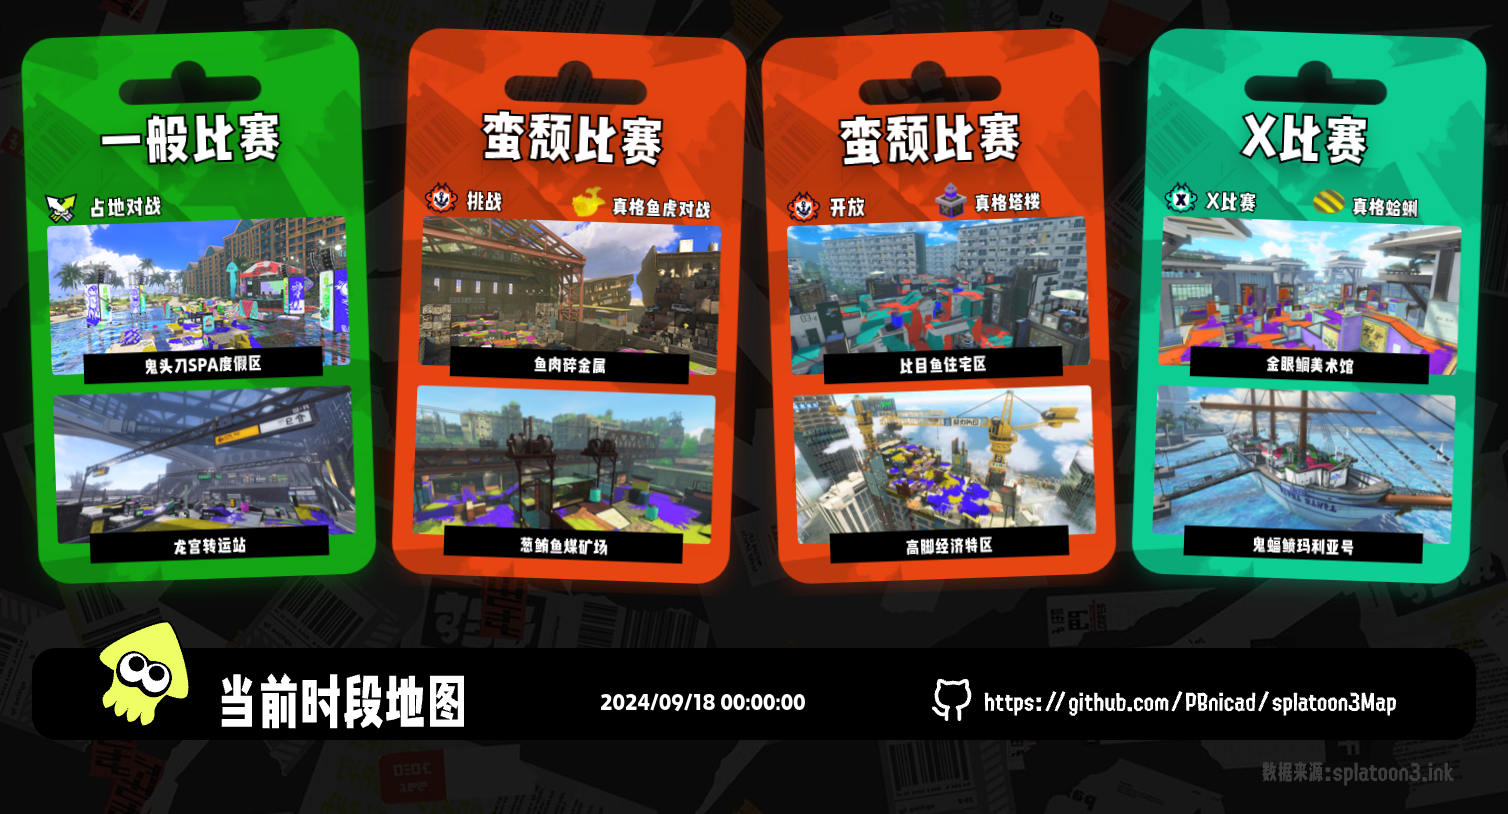 一般比赛
占地对战
鬼头刀SPA度假区
龙宫转运站
蛮颓比赛
挑战
真格鱼虎对战
鱼肉碎金属
葱鲔鱼煤矿场
蛮颓比赛
开放
真格塔楼
比目鱼住宅区
高脚经济特区
X比赛
X比赛
真格蛤蜊
金眼鲷美术馆
鬼蝠鲼玛利亚号
当前时段地图
2024/09/18 00:00:00
https://github.com/PBnicad/splatoon3Map
数据来源:splatoon3.ink